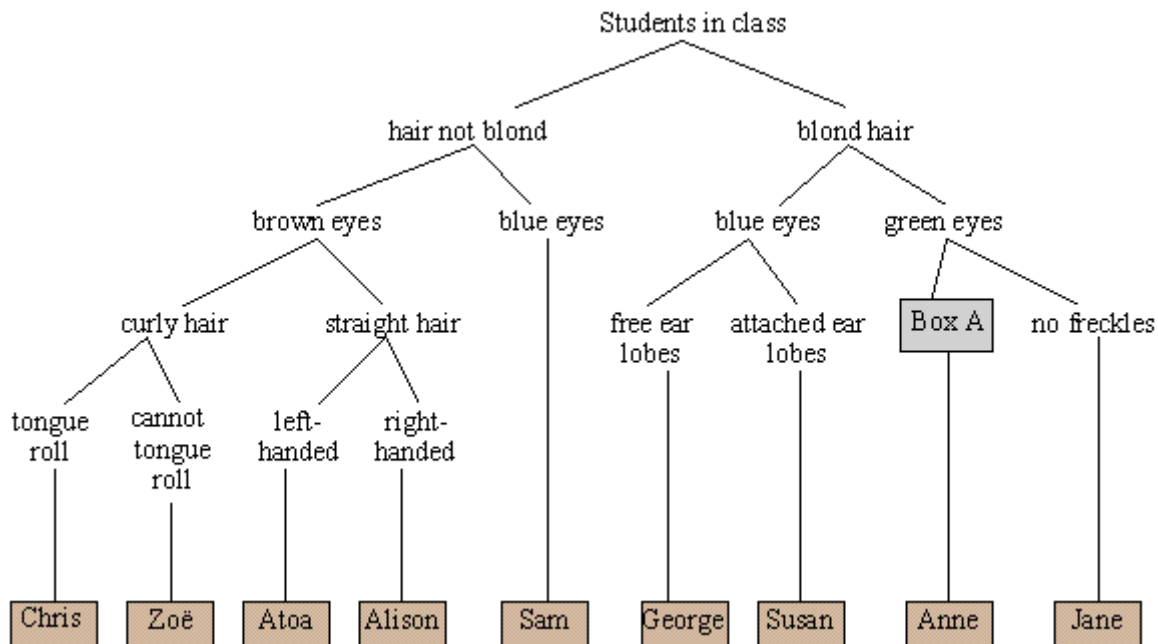 Students in class
hair not blond
blond hair
brown eyes
blue eyes
blue eyes
green eyes
curly hair
straight hair
free ear
lobes
attached ear
lobes
Box A
no freckles
tongue
roll
cannot
tongue
roll
left-
handed
right-
handed
Chris
Zoë
Atoa
Alison
Sam
George
Susan
Anne
Jane